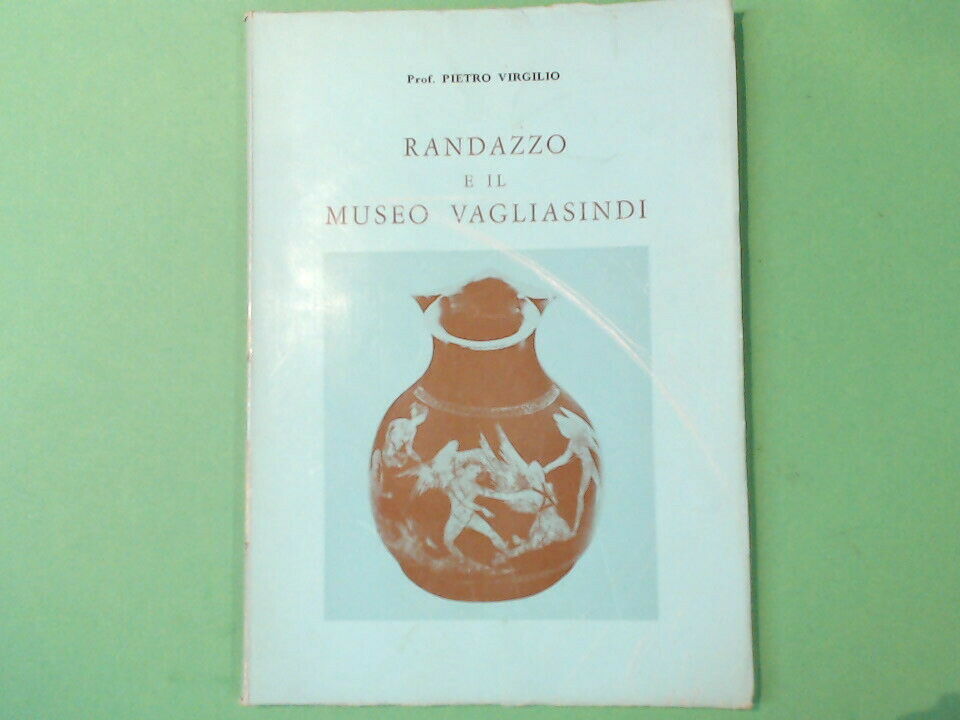 Prof. PIETRO VIRGILIO
RANDAZZO
E IL
MUSEO VAGLIASINDI